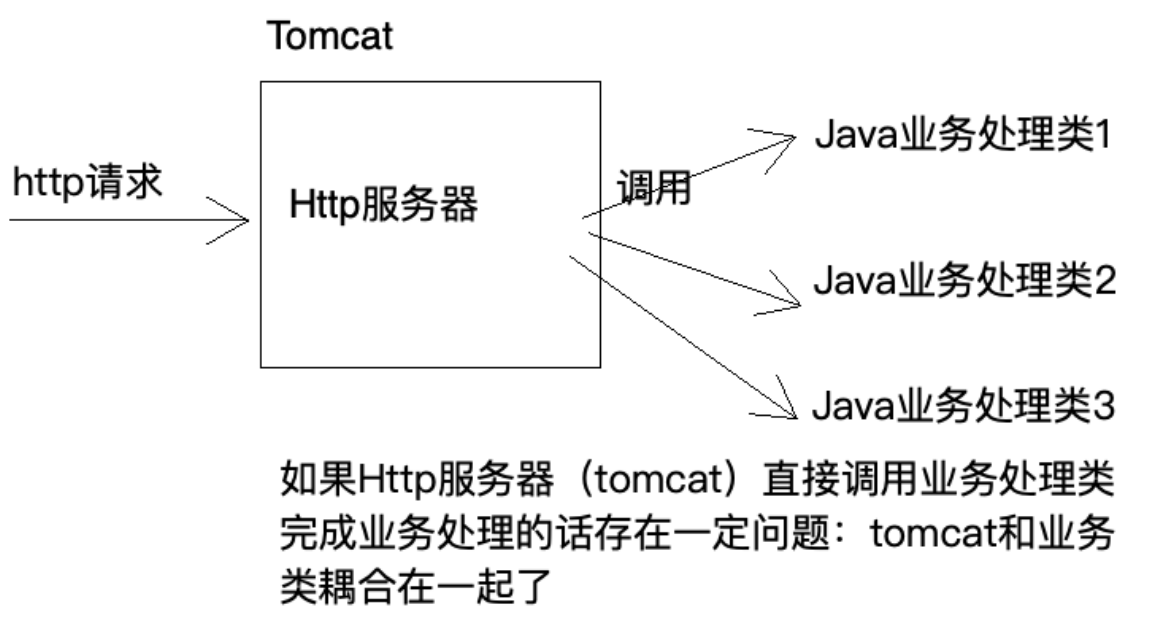 Tomcat
http请求
Http服务器
调用
Java业务处理类1
Java业务处理类2
Java业务处理类3
如果Http服务器（tomcat）直接调用业务处理类
完成业务处理的话存在一定问题：tomcat和业务
类耦合在一起了